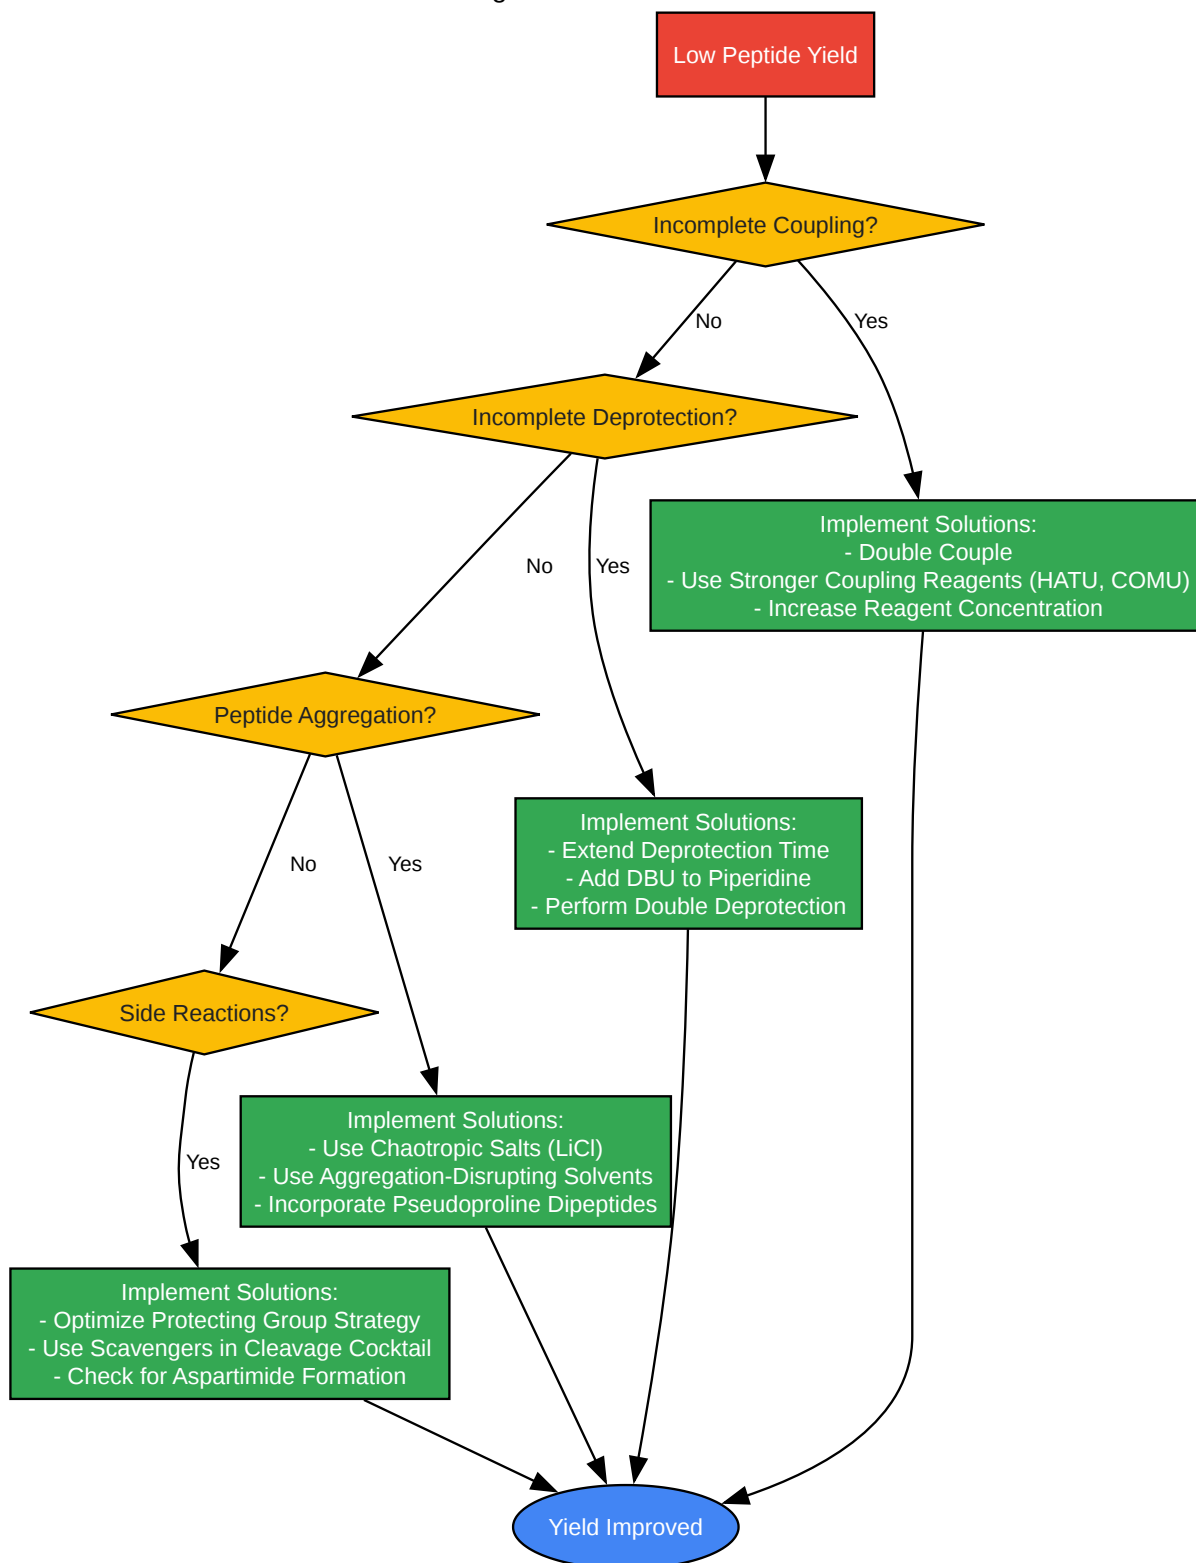 Low Peptide Yield
Incomplete Coupling?
No
Yes
Incomplete Deprotection?
No
Yes
Implement Solutions:
- Double Couple
- Use Stronger Coupling Reagents (HATU, COMU)
- Increase Reagent Concentration
Peptide Aggregation?
No
Yes
Implement Solutions:
- Extend Deprotection Time
- Add DBU to Piperidine
- Perform Double Deprotection
Side Reactions?
Yes
Implement Solutions:
- Use Chaotropic Salts (LiCl)
- Use Aggregation-Disrupting Solvents
- Incorporate Pseudoproline Dipeptides
Implement Solutions:
- Optimize Protecting Group Strategy
- Use Scavengers in Cleavage Cocktail
- Check for Aspartimide Formation
Yield Improved